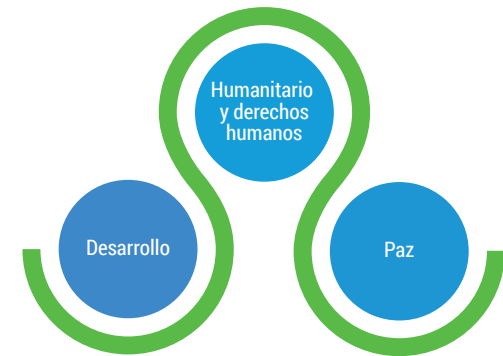 Humanitario
y derechos
humanos
Desarrollo
Paz